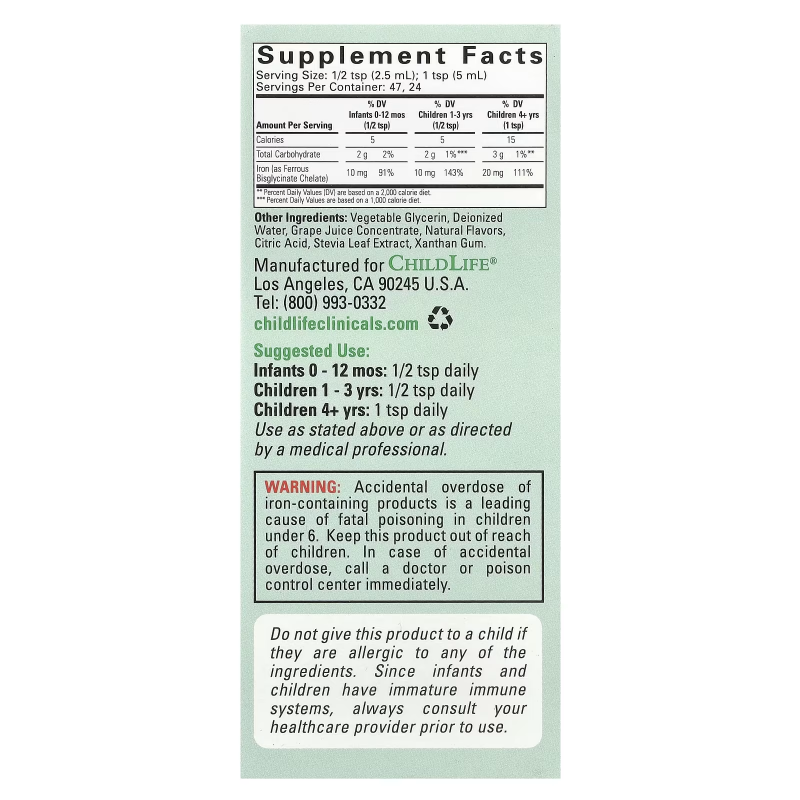 Supplement Facts
Serving Size: 1/2 tsp (2.5 mL); 1 tsp (5 mL)
Servings Per Container: 47, 24
% DV % DV % DV
Infants 0-12 mos Children 1-3 yrs Children 4+ yrs
Amount Per Serving (1/2 tsp) (1/2 tsp) (1 tsp)
Calories 5 5 15
Total Carbohydrate 2 g 2% 2 g 1%*** 3 g 1%**
Iron (as Ferrous
Bisglycinate Chelate) 10 mg 91% 10 mg 143% 20 mg 111%
** Percent Daily Values (DV) are based on a 2,000 calorie diet.
*** Percent Daily Values are based on a 1,000 calorie diet.
Other Ingredients: Vegetable Glycerin, Deionized
Water, Grape Juice Concentrate, Natural Flavors,
Citric Acid, Stevia Leaf Extract, Xanthan Gum.
Manufactured for CHILDLIFE®
Los Angeles, CA 90245 U.S.A.
Tel: (800) 993-0332
childlifeclinicals.com
Suggested Use:
Infants 0 - 12 mos: 1/2 tsp daily
Children 1 - 3 yrs: 1/2 tsp daily
Children 4+ yrs: 1 tsp daily
Use as stated above or as directed
by a medical professional.
WARNING: Accidental overdose of
iron-containing products is a leading
cause of fatal poisoning in children
under 6. Keep this product out of reach
of children. In case of accidental
overdose, call a doctor or poison
control center immediately.
Do not give this product to a child if
they are allergic to any of the
ingredients. Since infants and
children have immature immune
systems, always consult your
healthcare provider prior to use.